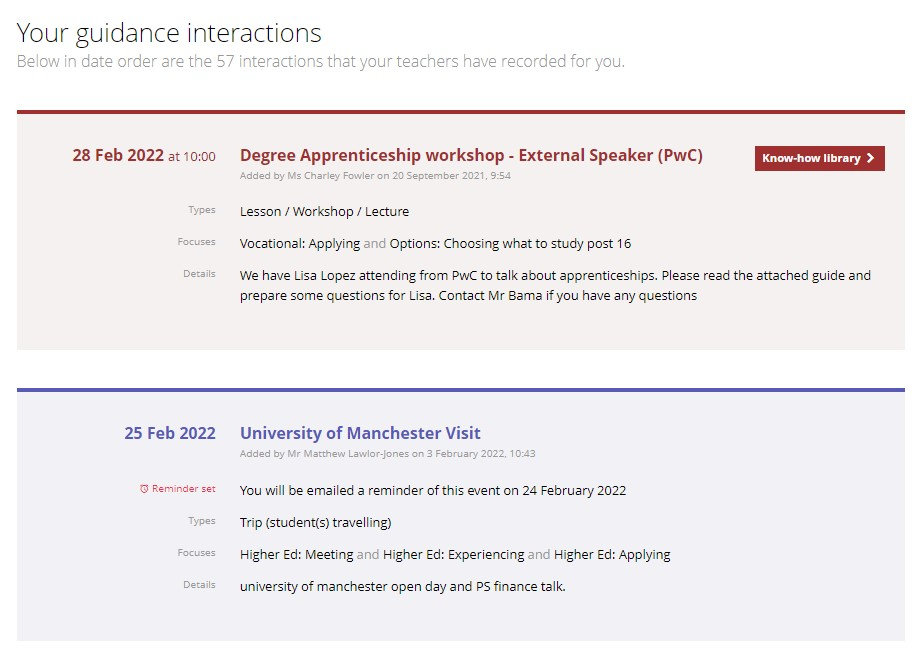 Your guidance interactions
Below in date order are the 57 interactions that your teachers have recorded for you.
28 Feb 2022 at 10:00
Degree Apprenticeship workshop - External Speaker (PwC)
Know-how library
Added by Ms Charley Fowler on 20 September 2021, 9:54
Types
Lesson / Workshop / Lecture
Focuses
Vocational: Applying and Options: Choosing what to study post 16
Details
We have Lisa Lopez attending from PwC to talk about apprenticeships. Please read the attached guide and
prepare some questions for Lisa. Contact Mr Bama if you have any questions
25 Feb 2022
University of Manchester Visit
Added by Mr Matthew Lawlor-Jones on 3 February 2022, 10:43
Reminder set
You will be emailed a reminder of this event on 24 February 2022
Types
Trip (student(s) travelling)
Focuses
Higher Ed: Meeting and Higher Ed: Experiencing and Higher Ed: Applying
Details
university of manchester open day and PS finance talk.